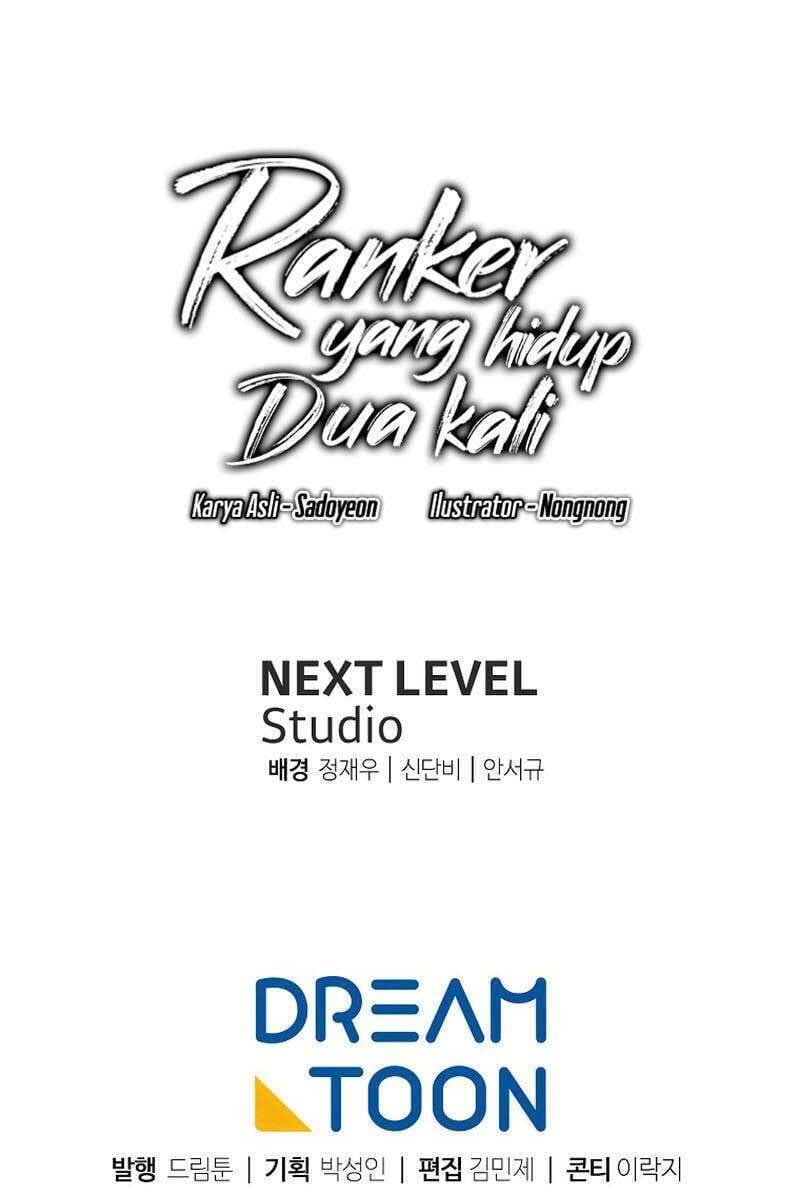 Ranker
yang hidup
Dua kali
Karya Asli - Sadoyeon Ilustrator - Nongnong
NEXT LEVEL
Studio
배경 정재우 | 신단비 | 안서규
DREAM
TOON
발행 드림툰 | 기획 박성인 | 편집 김민제 | 콘티 이락지